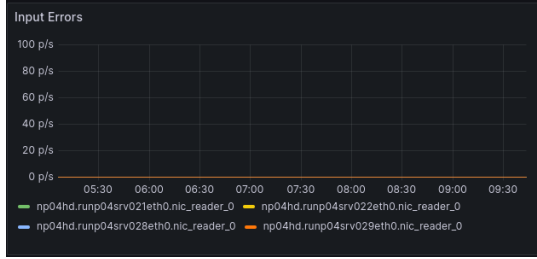 Input Errors
100 p/s
80 p/s
60 p/s
40 p/s
20 p/s
0 p/s
05:30 06:00 06:30 07:00 07:30 08:00 08:30 09:00 09:30
np04hd.runp04srv021eth0.nic_reader_0 np04hd.runp04srv022eth0.nic_reader_0
np04hd.runp04srv028eth0.nic_reader_0 np04hd.runp04srv029eth0.nic_reader_0